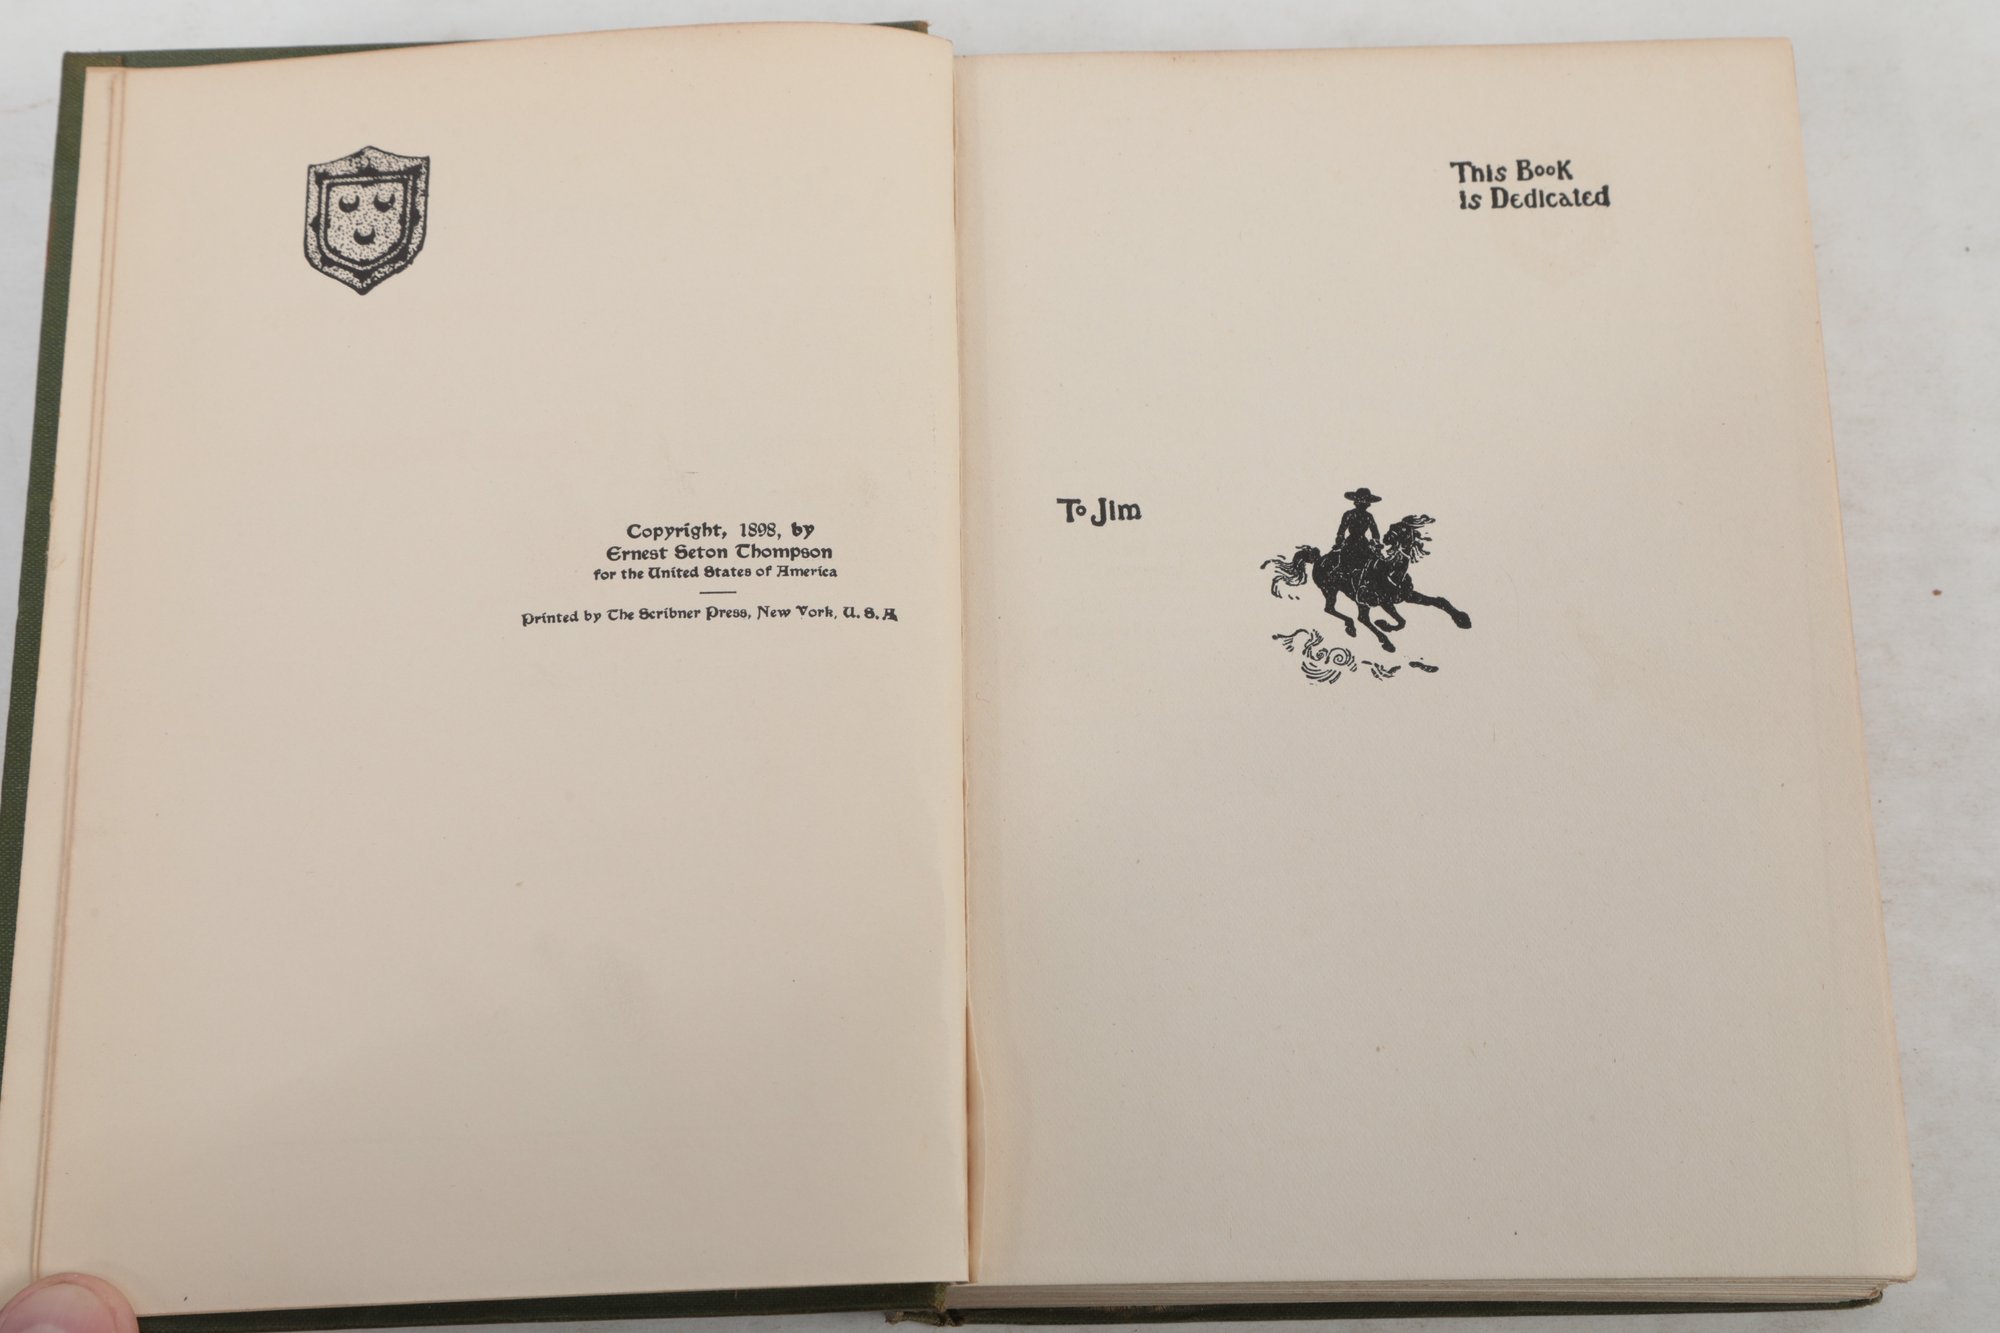 Copyright, 1898, by
Ernest Seton Thompson
for the United States of America
Printed by The Scribner Press, New York, U. S. A
This Book
is Dedicated
To Jim